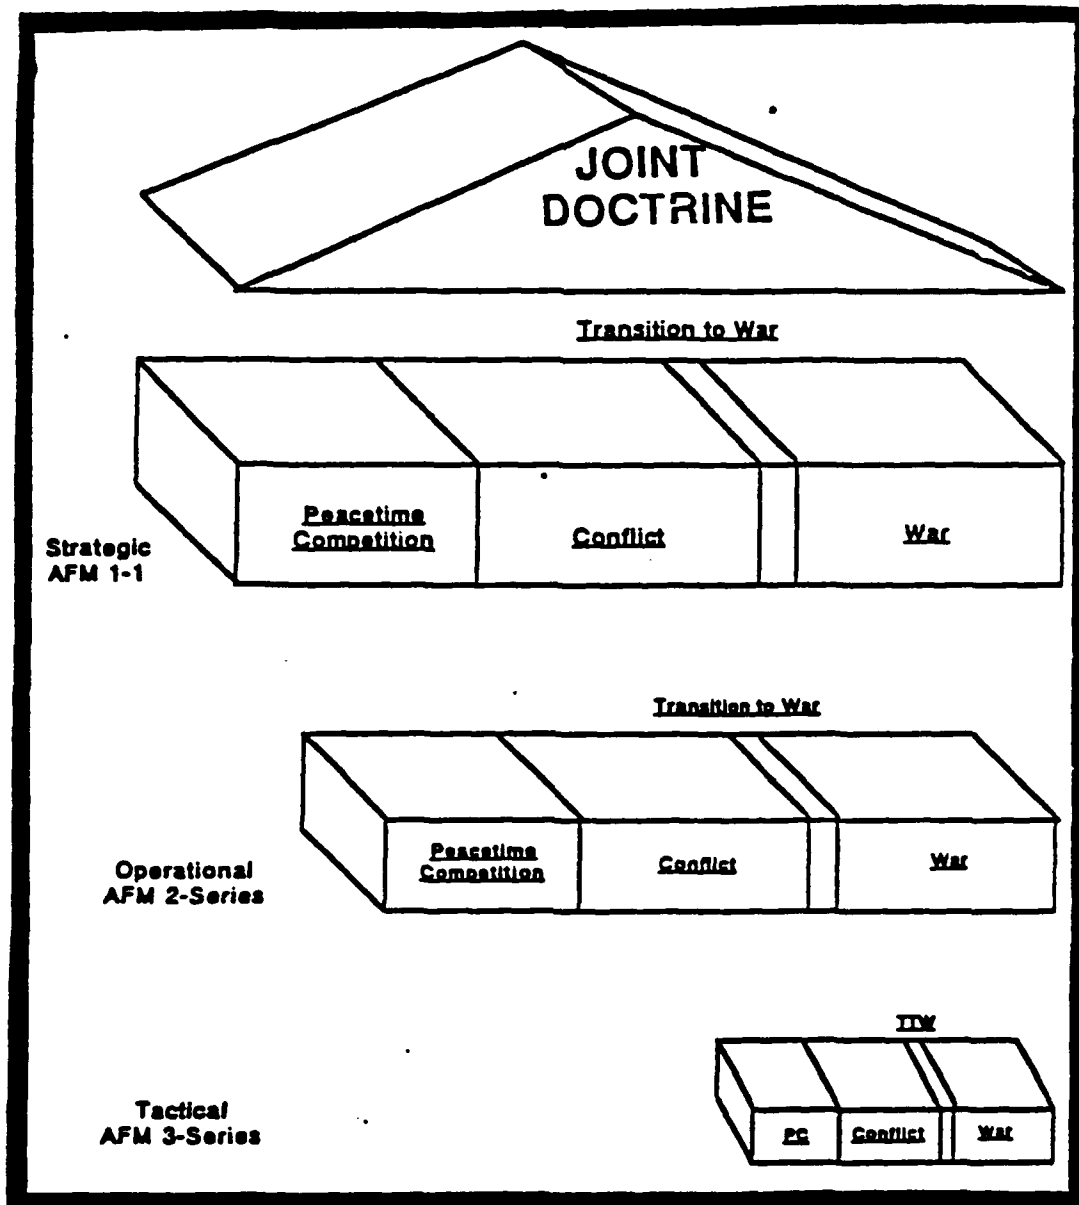 JOINT
DOCTRINE
Transition to War
Peacetime
Competition
Conflict
War
Strategic
AFM 1-1
Transition to War
Peacetime
Competition
Conflict
War
Operational
AFM 2-Series
TTW
PC
Conflict
War
Tactical
AFM 3-Series